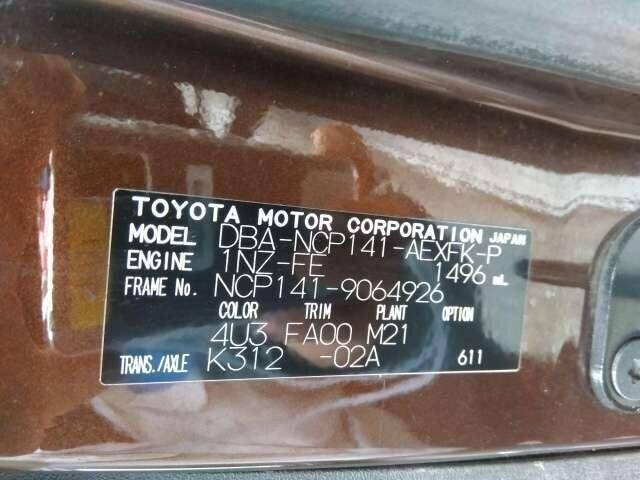 TOYOTA MOTOR CORPORATION JAPAN
MODEL DBA-NCP141-AEXFK-P
ENGINE 1NZ-FE 1496 mL
FRAME No. NCP141-9064926
COLOR TRIM PLANT OPTION
4U3 FA00 M21
TRANS./AXLE K312 -02A 611